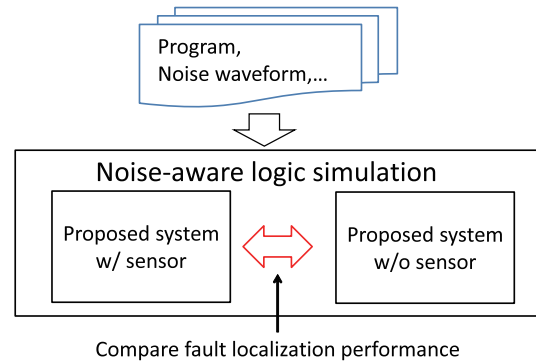 Program,
Noise waveform,...
Noise-aware logic simulation
Proposed system
w/ sensor
Proposed system
w/o sensor
Compare fault localization performance